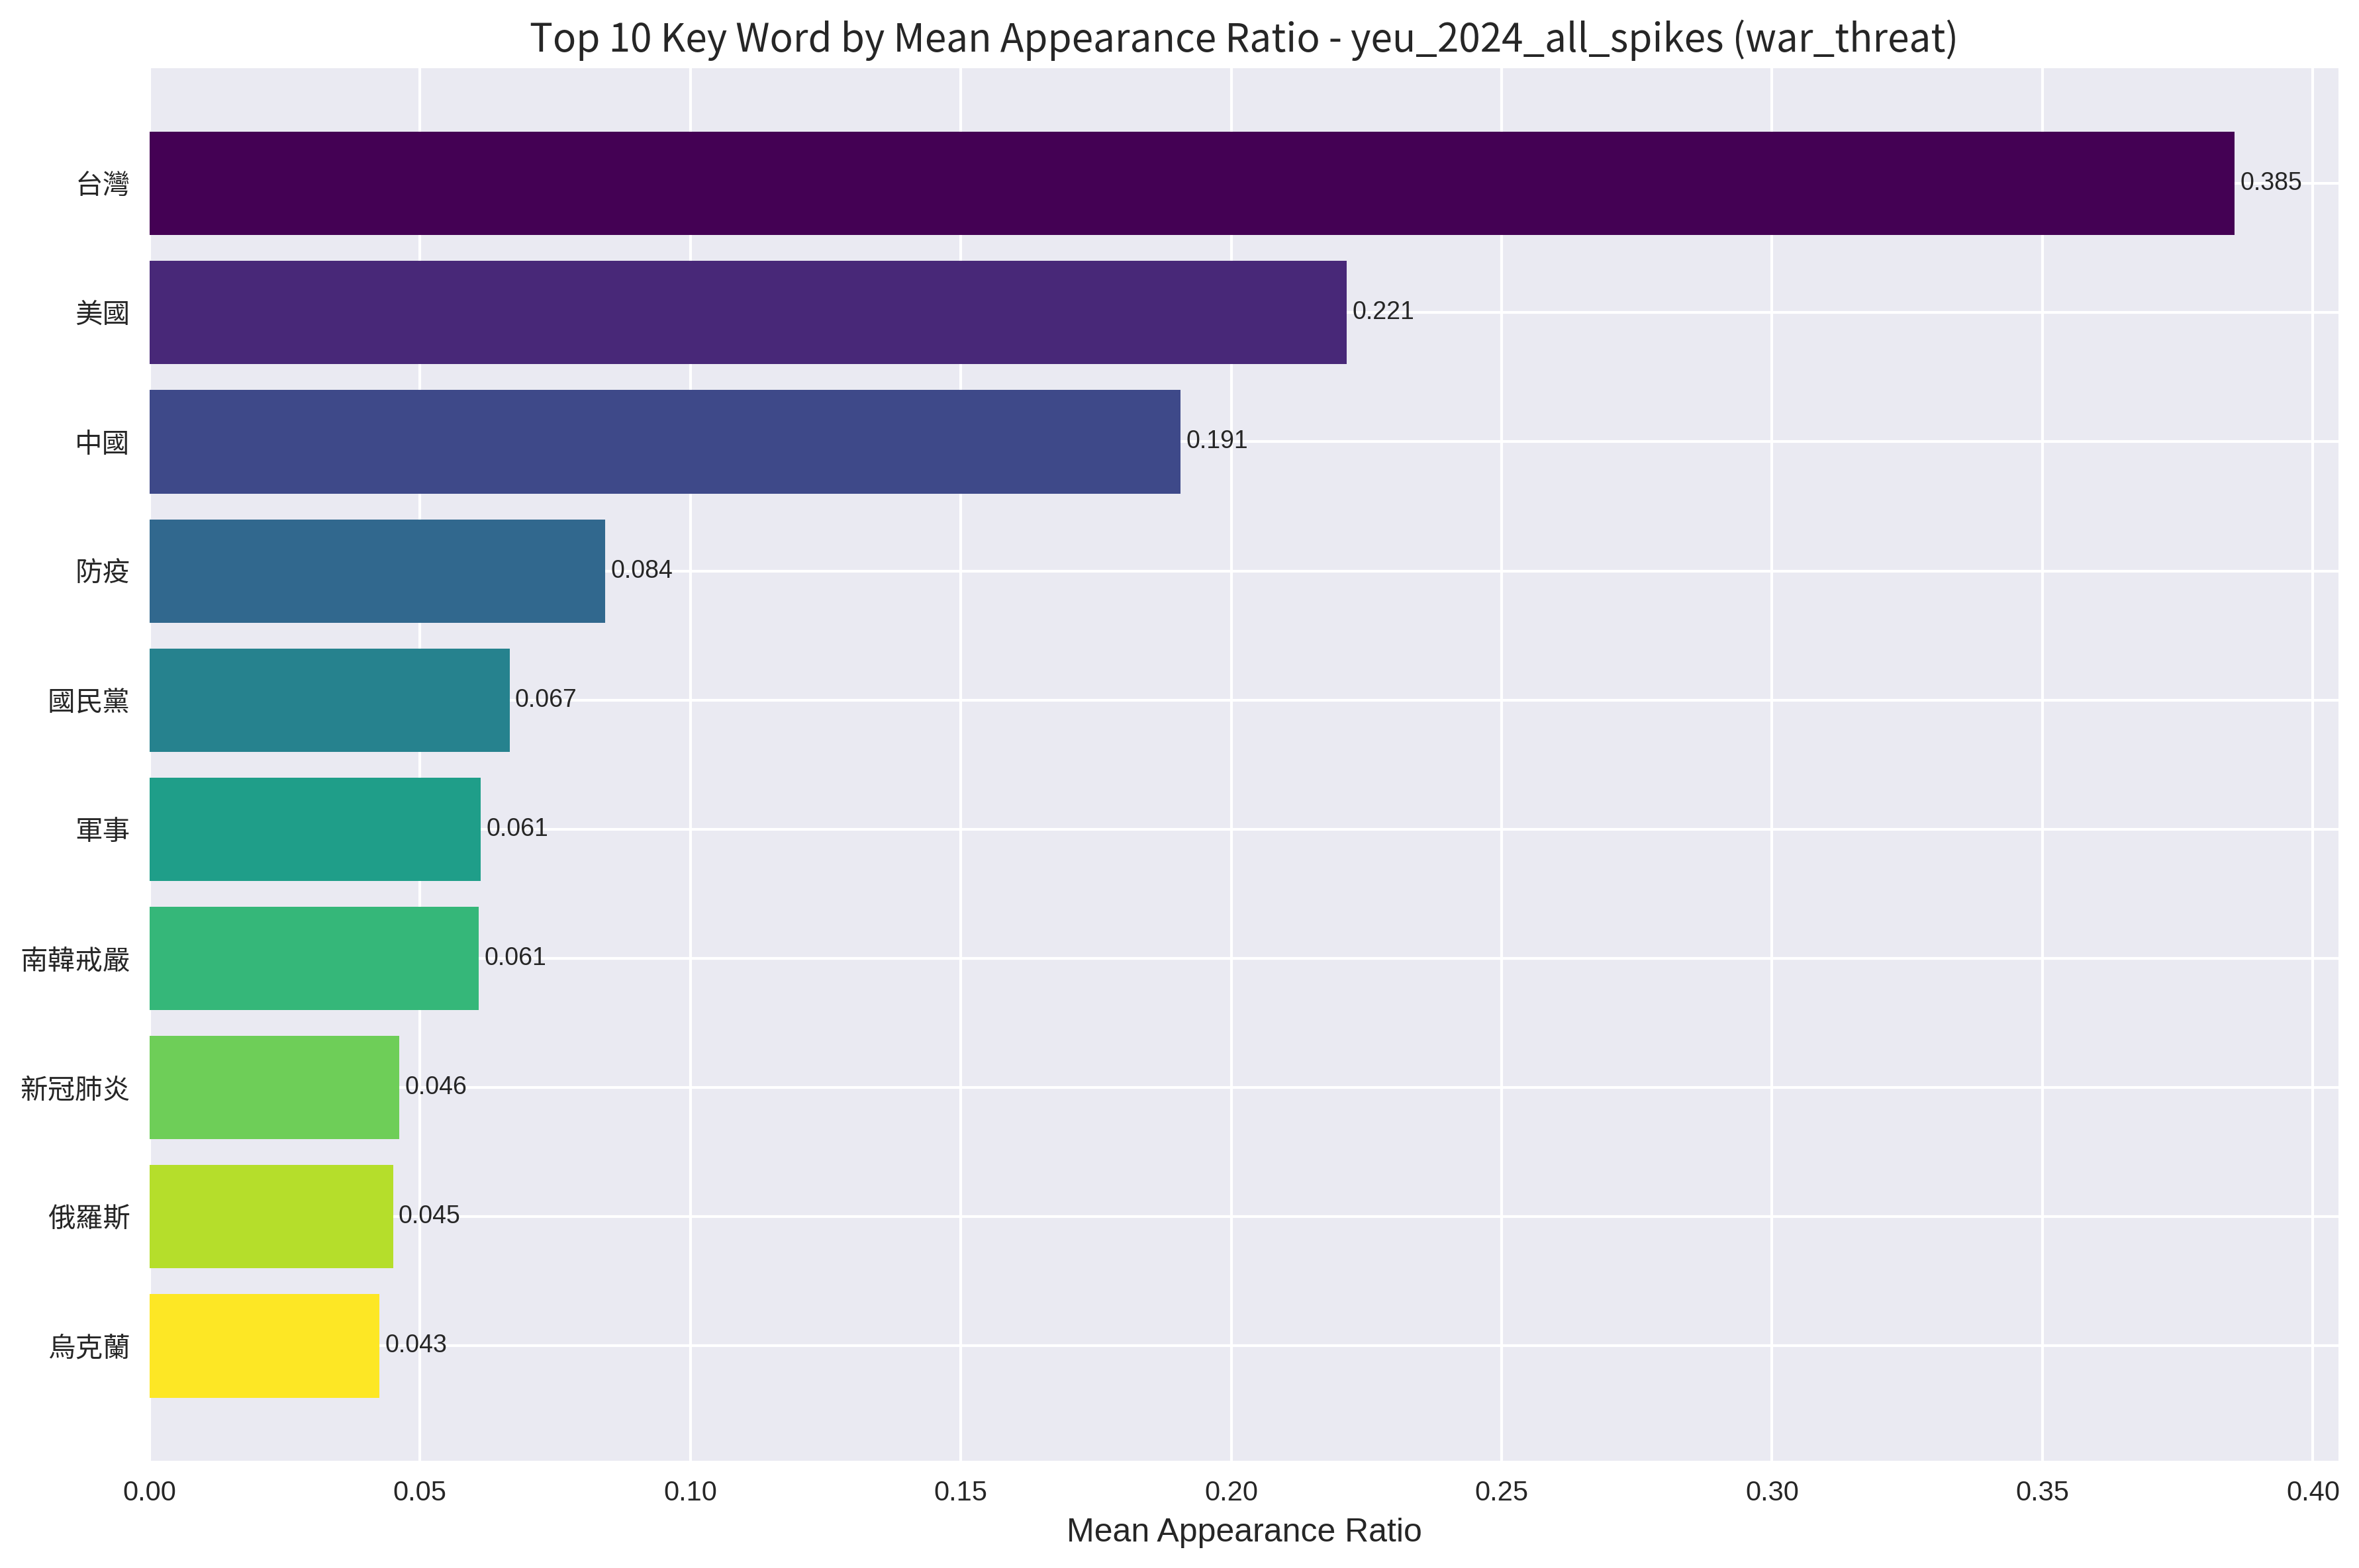 Top 10 Key Word by Mean Appearance Ratio - yeu_2024_all_spikes (war_threat)
台灣 0.385
美國 0.221
中國 0.191
防疫 0.084
國民黨 0.067
軍事 0.061
南韓戒嚴 0.061
新冠肺炎 0.046
俄羅斯 0.045
烏克蘭 0.043
0.00 0.05 0.10 0.15 0.20 0.25 0.30 0.35 0.40
Mean Appearance Ratio